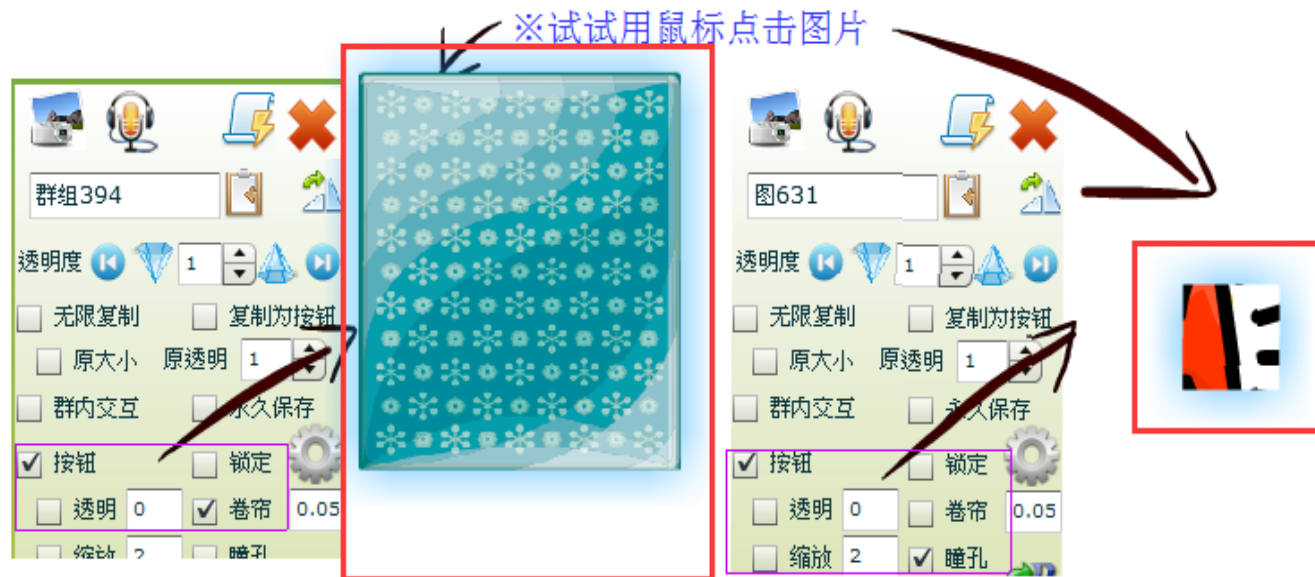 ※试试用鼠标点击图片
群组394
透明度 1
无限复制 复制为按钮
原大小 原透明 1
群内交互 永久保存
按钮 锁定
透明 0 卷帘 0.05
缩放 2 瞳孔
图631
透明度 1
无限复制 复制为按钮
原大小 原透明 1
群内交互 永久保存
按钮 锁定
透明 0 卷帘 0.05
缩放 2 瞳孔